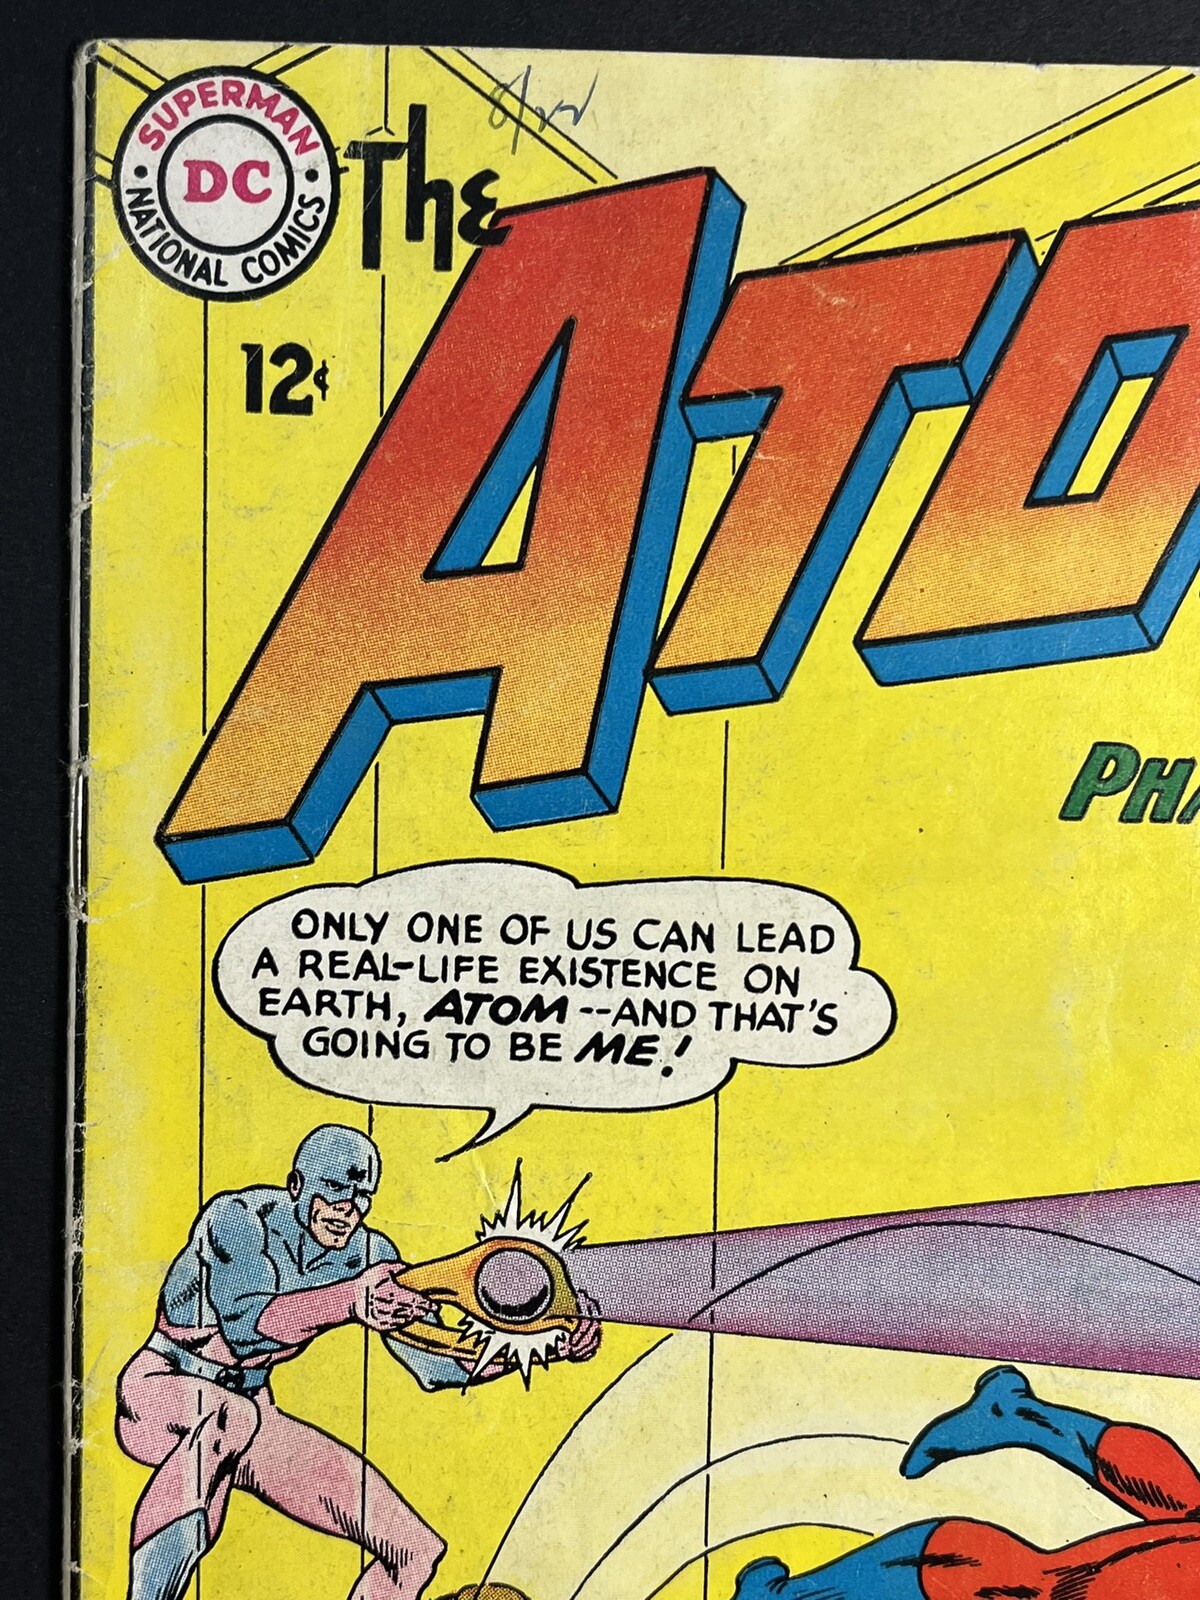 SUPERMAN
DC
NATIONAL COMICS
The
ATO
12¢
PH
ONLY ONE OF US CAN LEAD
A REAL-LIFE EXISTENCE ON
EARTH, ATOM--AND THAT'S
GOING TO BE ME!